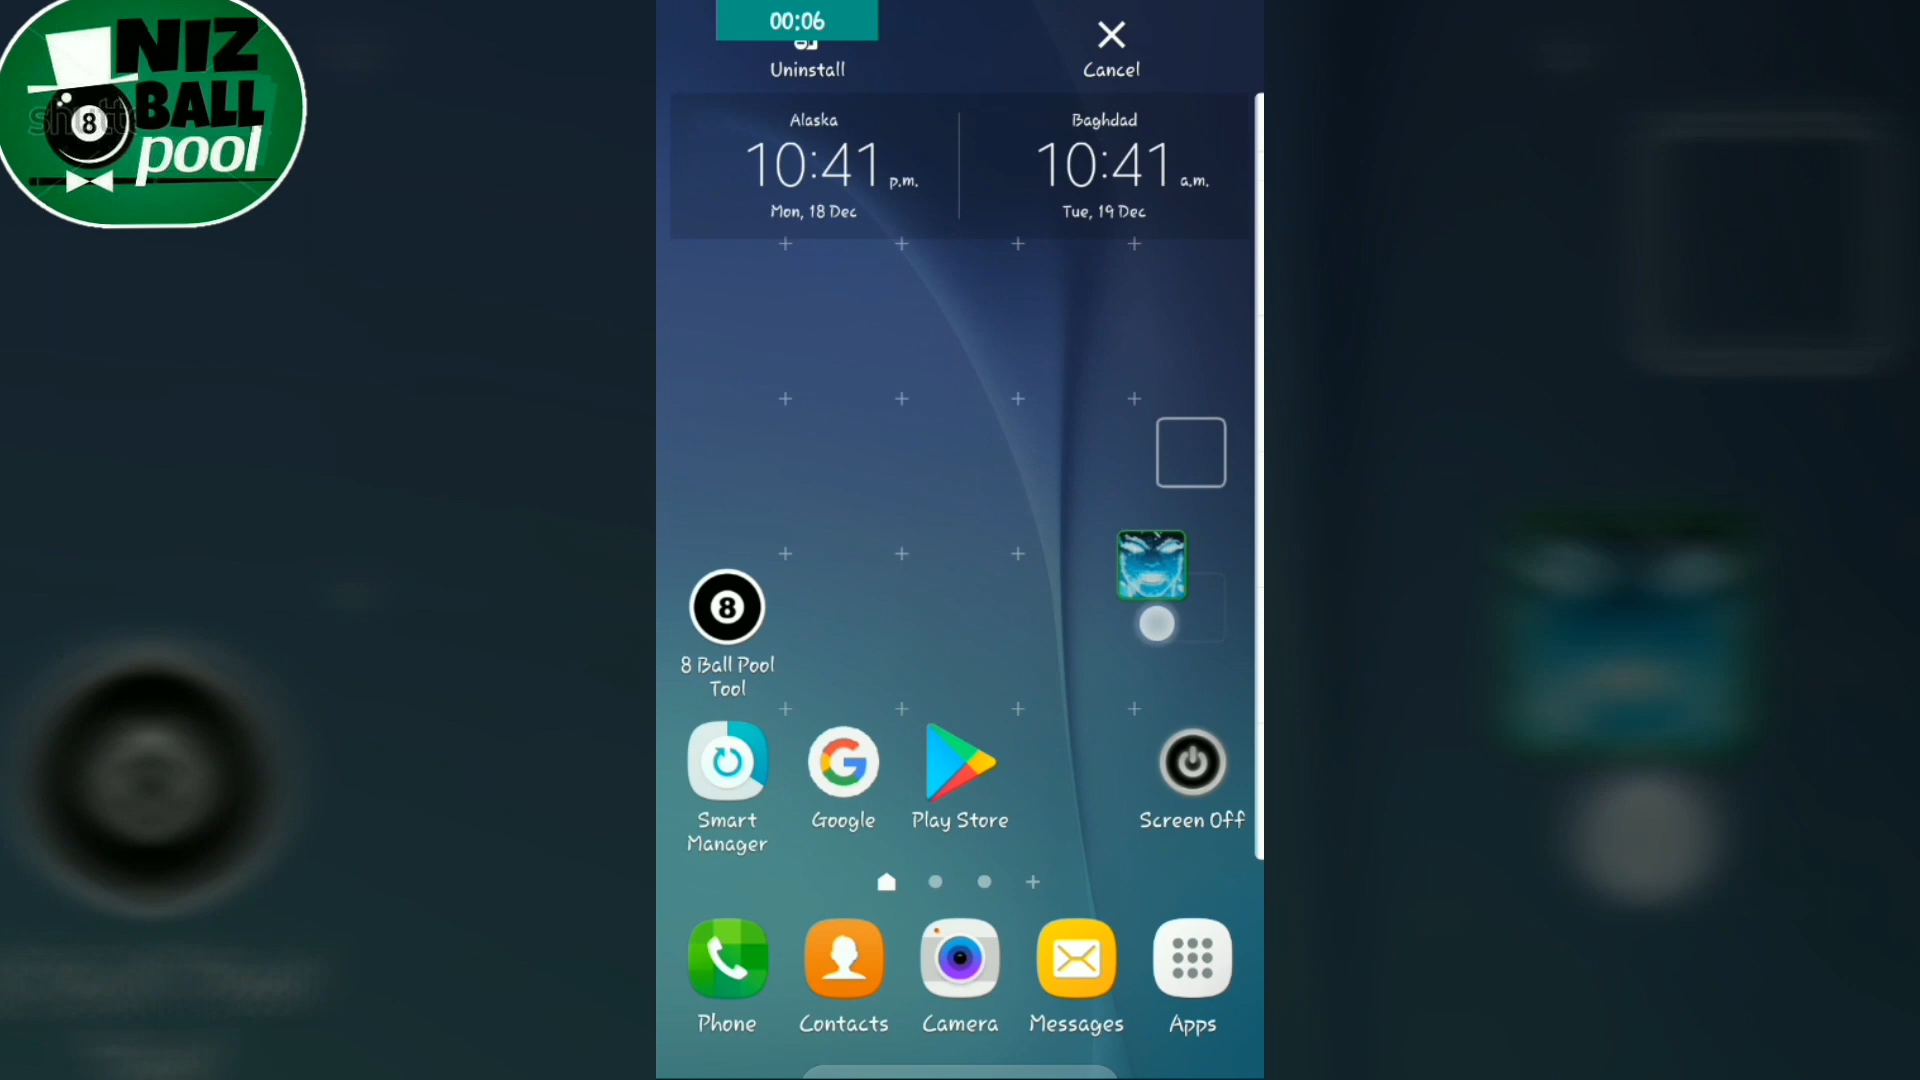 NIZ
BALL
8
pool
00:06
Uninstall
Cancel
Alaska
Baghdad
10:41 p.m.
10:41 a.m.
Mon, 18 Dec
Tue, 19 Dec
8
8 Ball Pool
Tool
Smart
Manager
Google
Play Store
Screen Off
Phone
Contacts
Camera
Messages
Apps